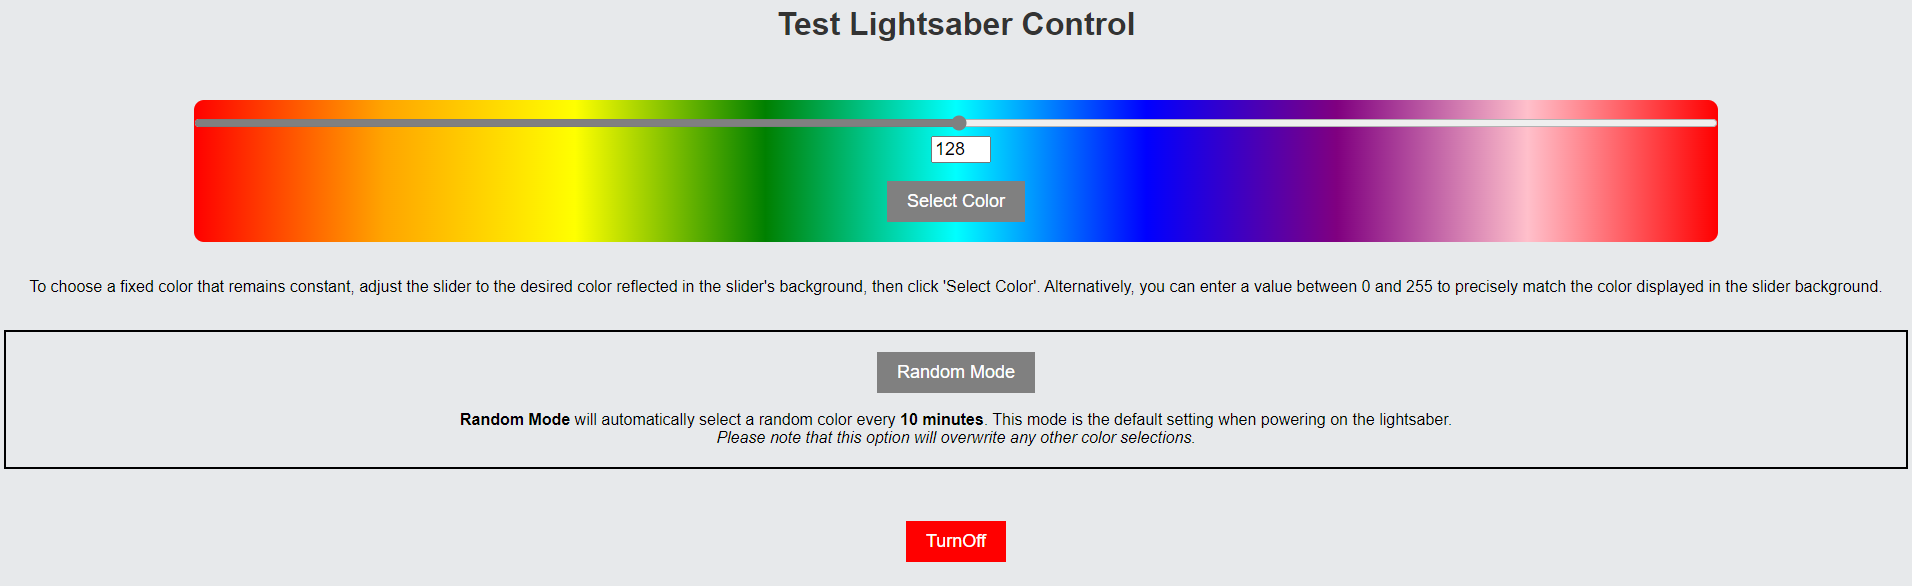 Test Lightsaber Control
128
Select Color
To choose a fixed color that remains constant, adjust the slider to the desired color reflected in the slider's background, then click 'Select Color'. Alternatively, you can enter a value between 0 and 255 to precisely match the color displayed in the slider background.
Random Mode
Random Mode will automatically select a random color every 10 minutes. This mode is the default setting when powering on the lightsaber.
Please note that this option will overwrite any other color selections.
TurnOff